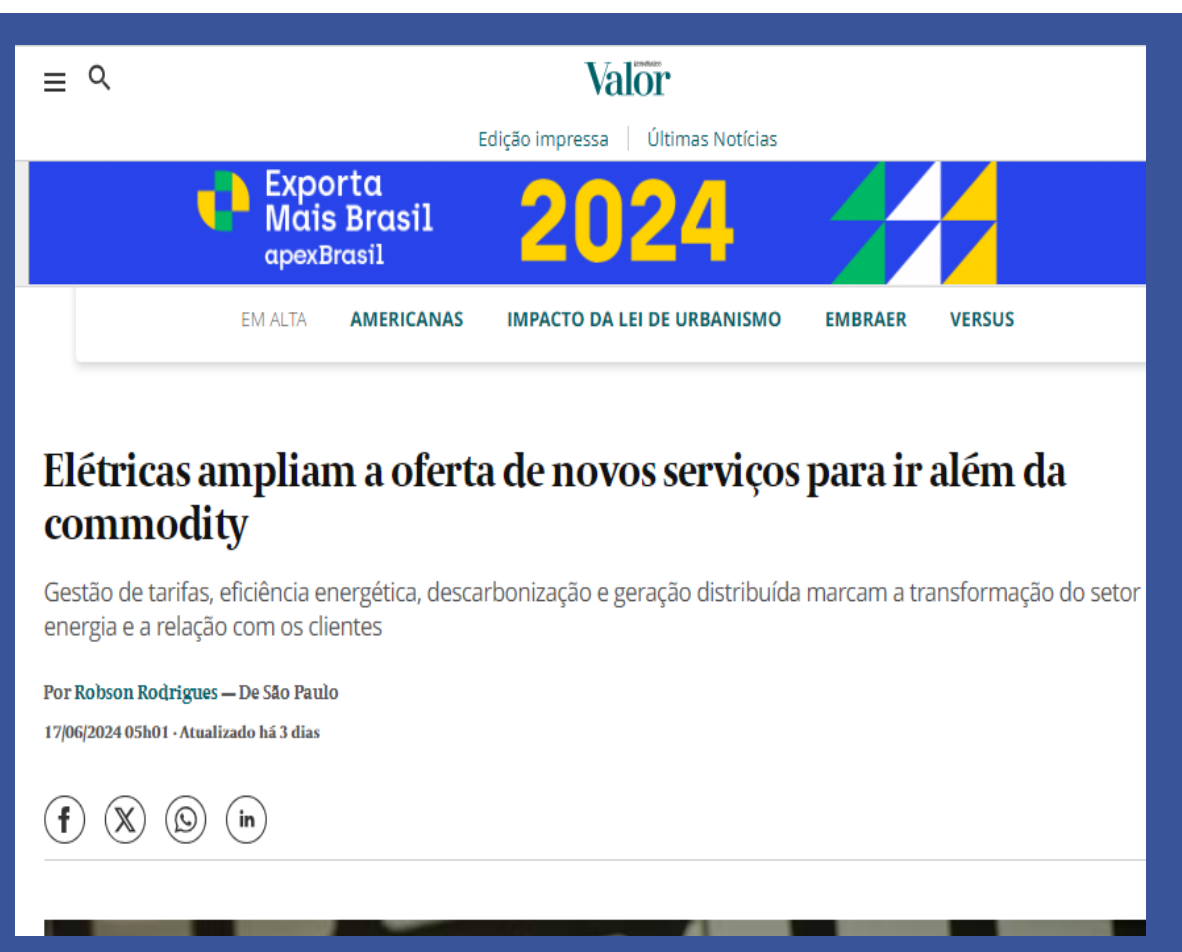 Valor
Edição impressa | Últimas Notícias
Exporta
Mais Brasil
apexBrasil
2024
EM ALTA AMERICANAS IMPACTO DA LEI DE URBANISMO EMBRAER VERSUS
Elétricas ampliam a oferta de novos serviços para ir além da
commodity
Gestão de tarifas, eficiência energética, descarbonização e geração distribuída marcam a transformação do setor
energia e a relação com os clientes
Por Robson Rodrigues — De São Paulo
17/06/2024 05h01 · Atualizado há 3 dias